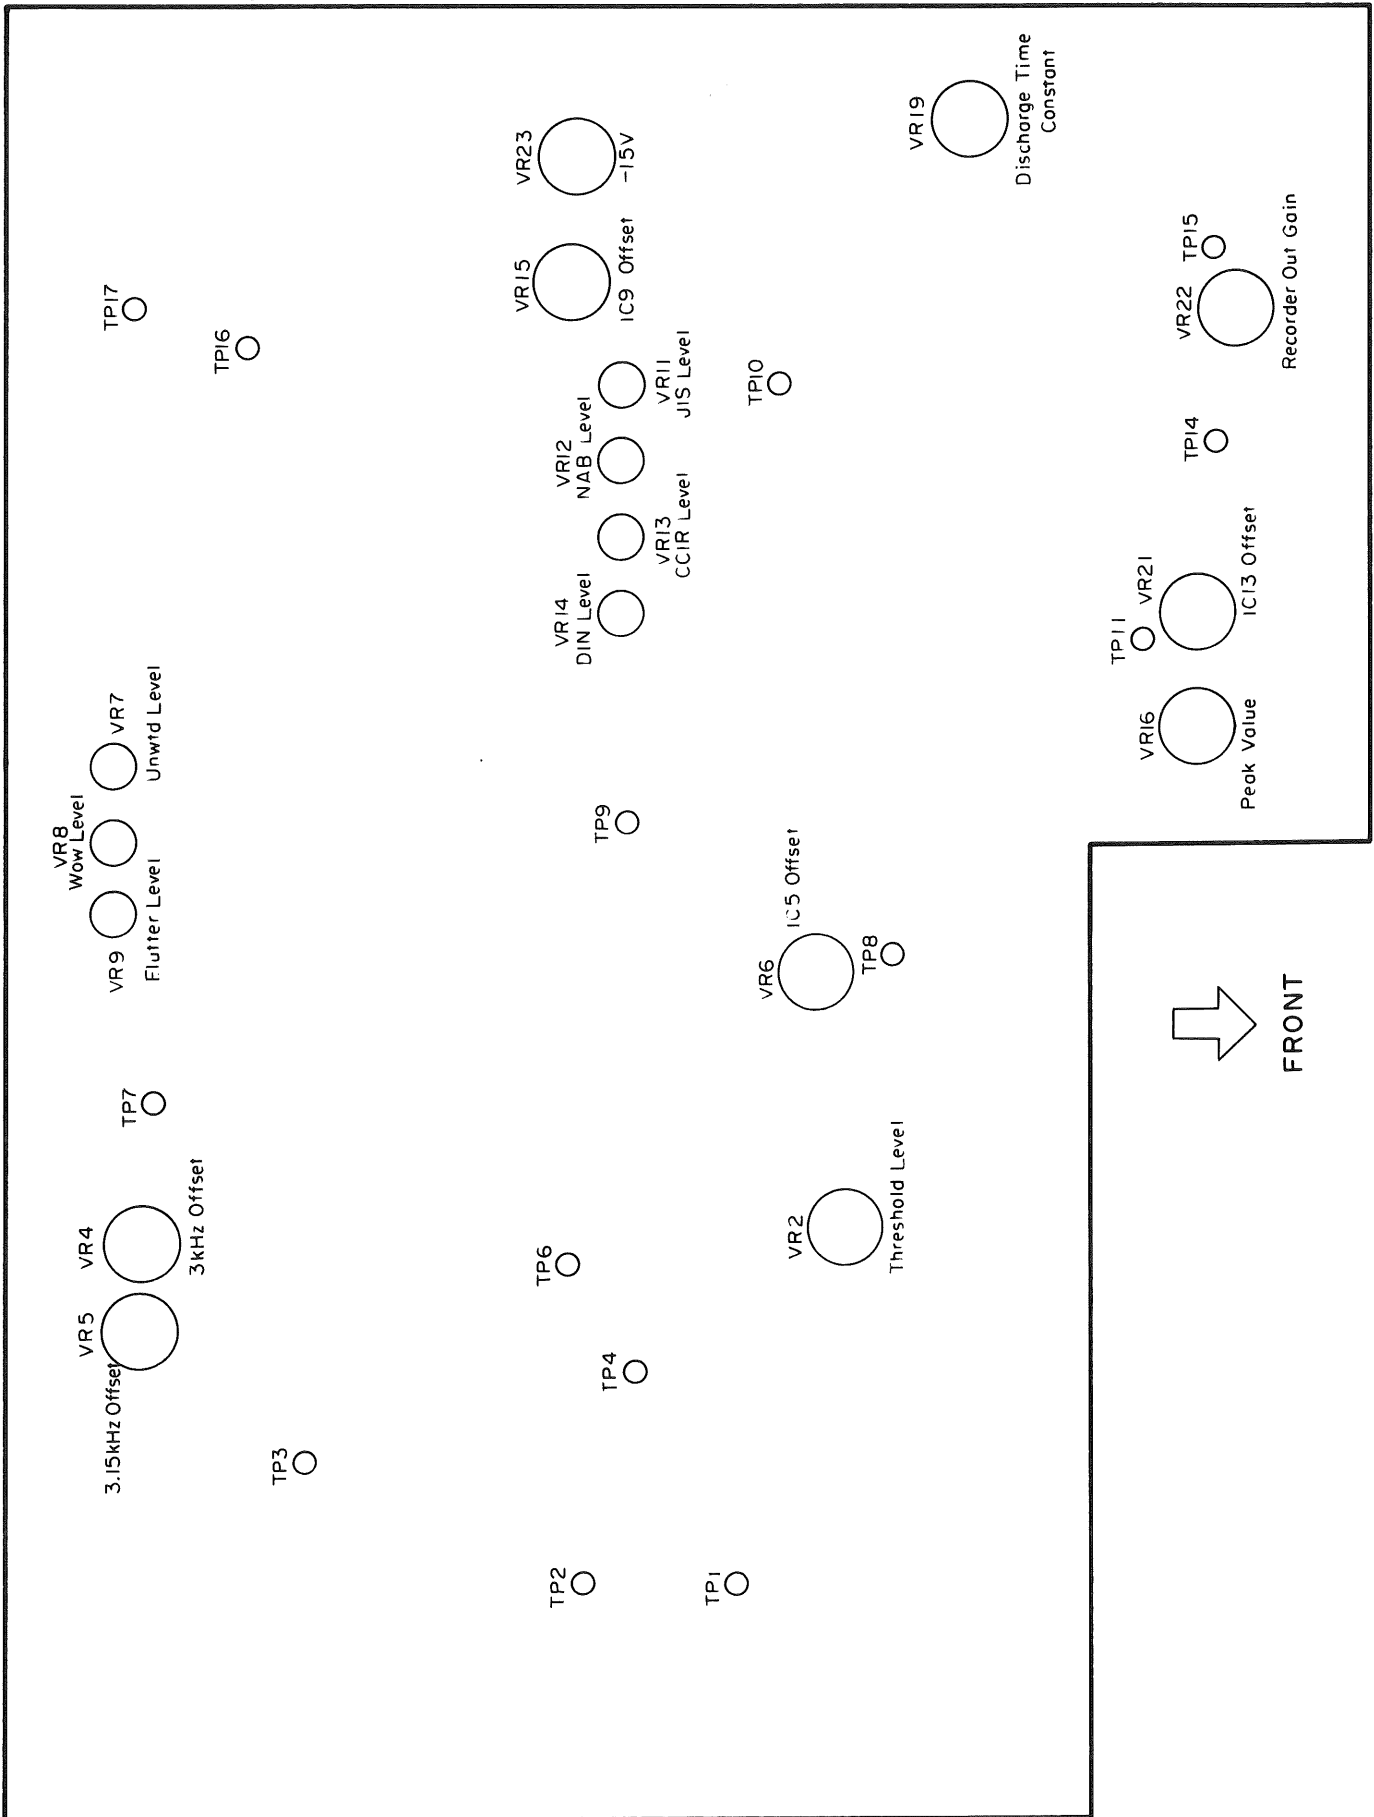 VR8
Wow Level
VR5
VR4
3.15kHz Offset
3kHz Offset
TP7
VR9
Flutter Level
VR7
Unwtd Level
TP17
TP16
TP3
VR15
IC9 Offset
VR23
-15V
TP2
TP6
VR14
DIN Level
VR12
NAB Level
TP4
TP9
VR13
CCIR Level
VR11
JIS Level
TP1
TP10
VR2
Threshold Level
VR6
IC5 Offset
TP8
VR19
Discharge Time
Constant
TP11
VR16
Peak Value
VR21
IC13 Offset
TP14
VR22
TP15
Recorder Out Gain
FRONT